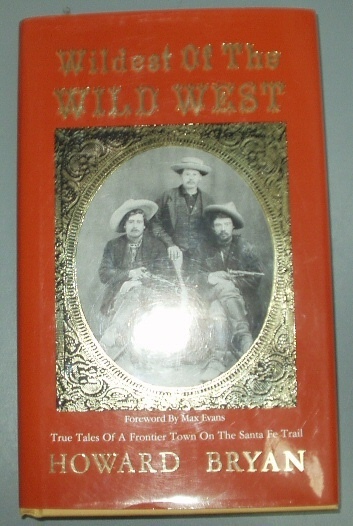 Wildest Of The
WILD WEST
Foreword By Max Evans
True Tales Of A Frontier Town On The Santa Fe Trail
HOWARD BRYAN